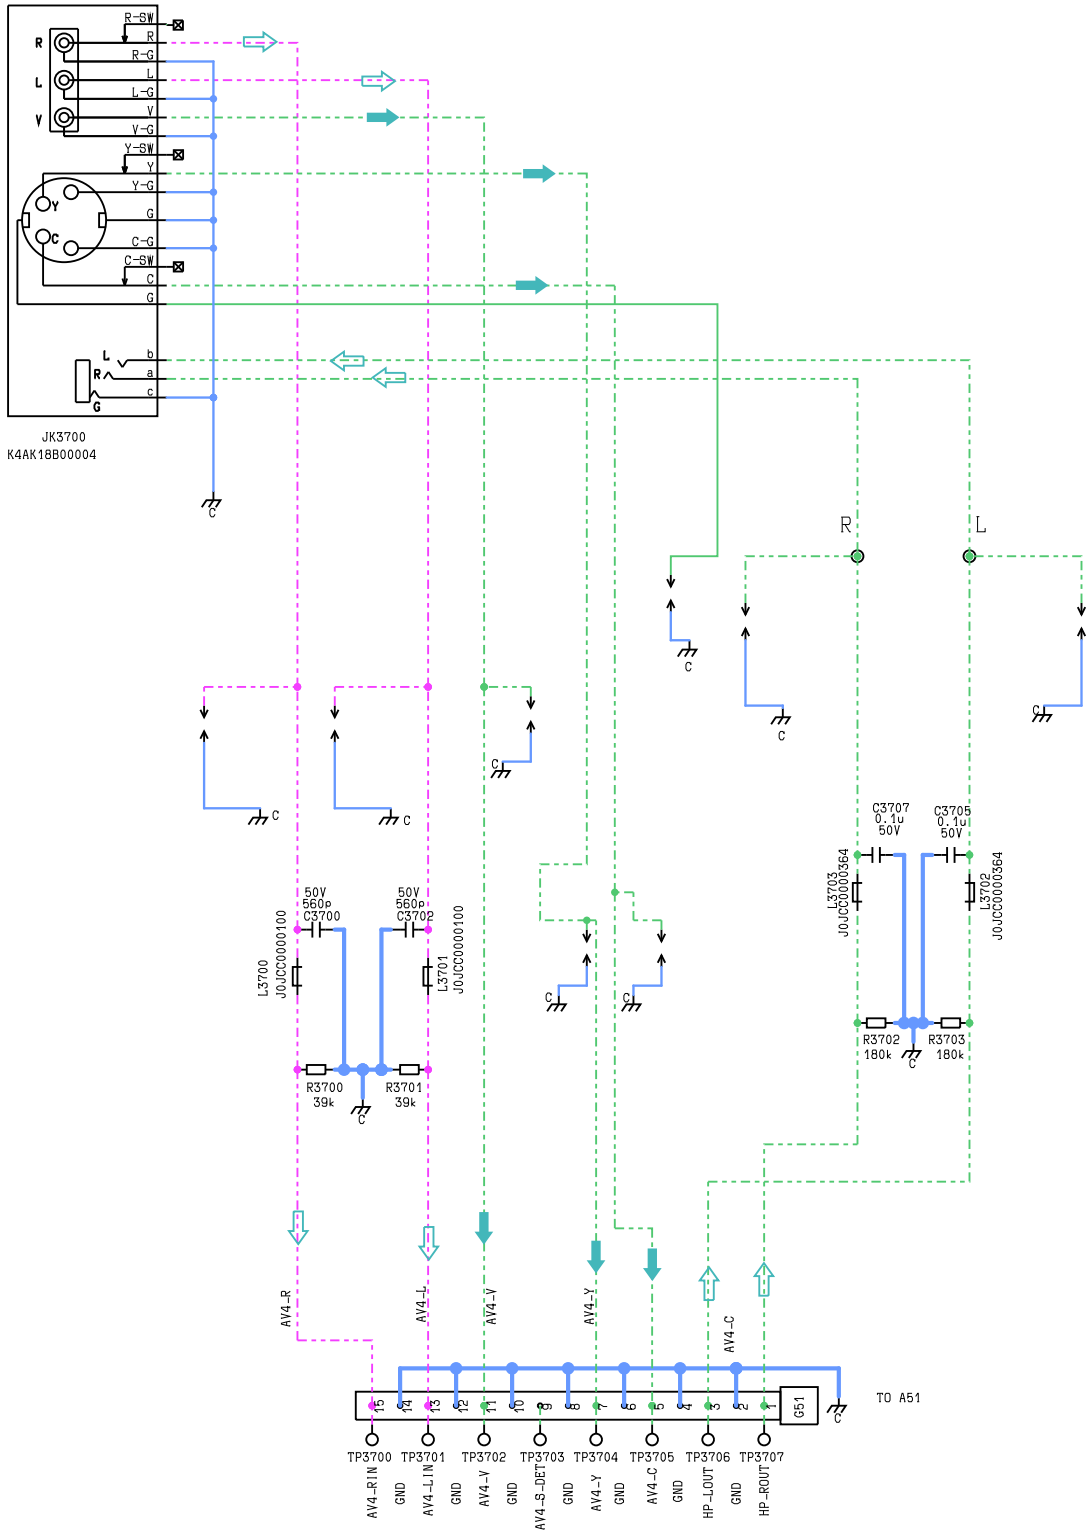 R-SW
R
R
R-G
L
L
L-G
V
V
V-G
Y-SW
Y
Y-G
Y
G
C
C-G
C-SW
C
G
L
b
R
a
c
G
JK3700
K4AK18B00004
C
R
L
C
C
C
C
C
C
C
C
50V
560p
C3700
50V
560p
C3702
L3700
J0JCC0000100
L3701
J0JCC0000100
C3707
0.1u
50V
C3705
0.1u
50V
L3703
J0JCC0000364
L3702
J0JCC0000364
R3702
180k
R3703
180k
C
R3700
39k
R3701
39k
C
AV4-R
AV4-L
AV4-V
AV4-Y
AV4-C
15
14
13
12
11
10
9
8
7
6
5
4
3
2
1
G51
C
TO A51
TP3700
TP3701
TP3702
TP3703
TP3704
TP3705
TP3706
TP3707
AV4-RIN
GND
AV4-LIN
GND
AV4-V
GND
AV4-S-DET
GND
AV4-Y
GND
AV4-C
GND
HP-LOUT
GND
HP-ROUT